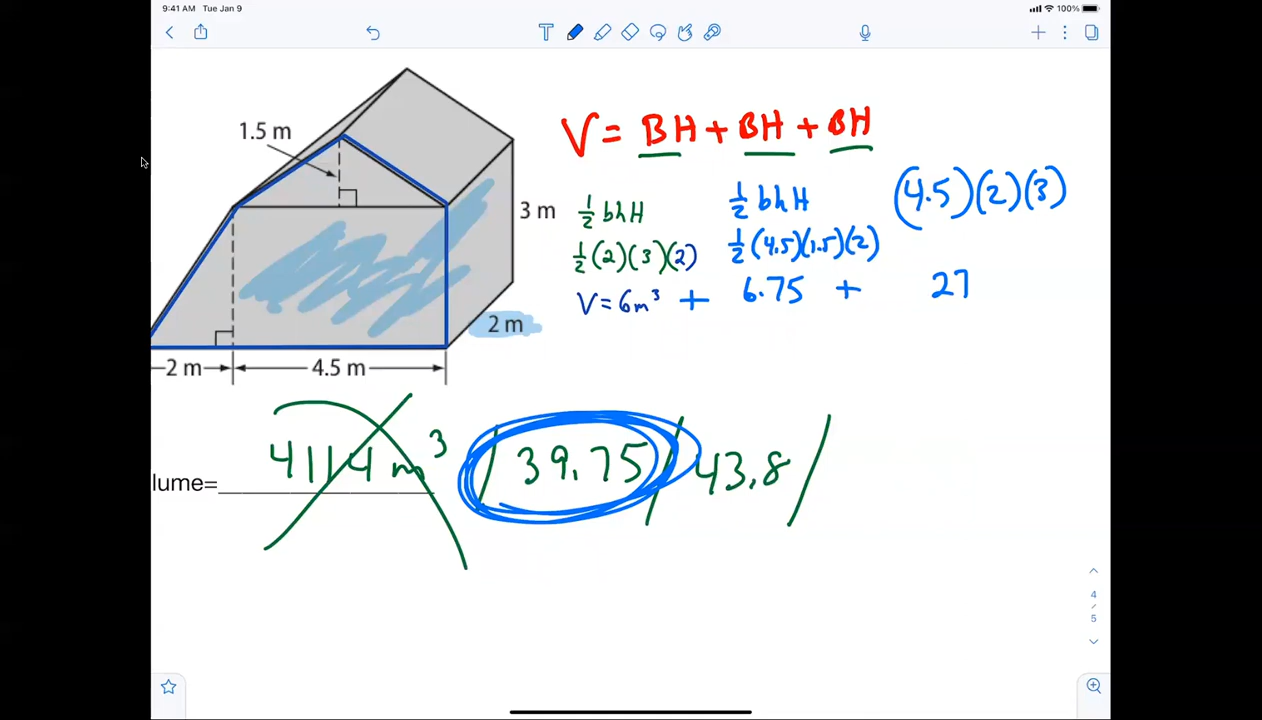 9:41 AM Tue Jan 9
100%
1.5 m
V = BH + BH + BH
3 m
1/2 bhH
1/2 bhH
(4.5)(2)(3)
1/2 (2)(3)(2)
1/2 (4.5)(1.5)(2)
V = 6m³ + 6.75 + 27
2 m
2 m
4.5 m
lume= 4114 m³ / 39.75 / 43.8 /
4
/
5